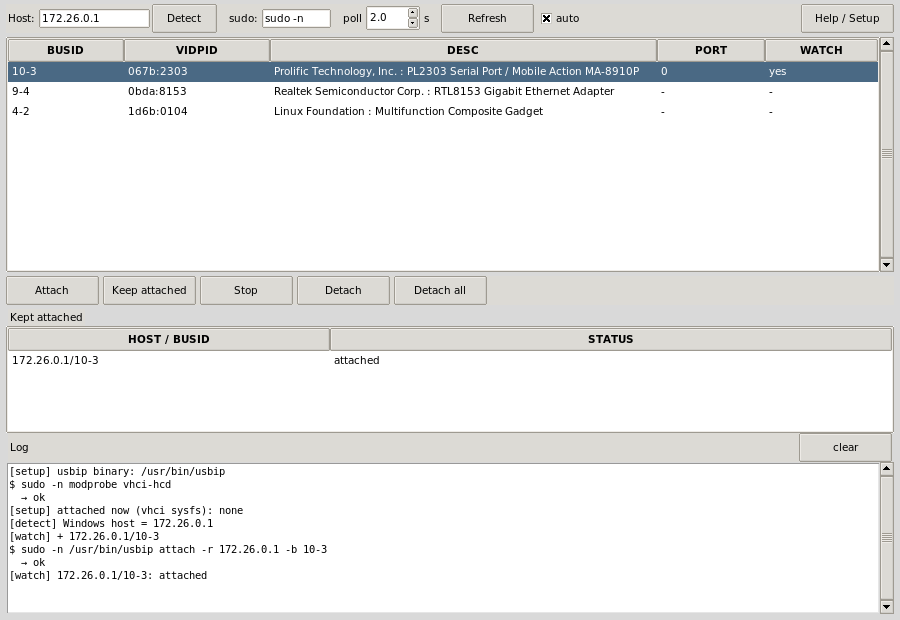 Host: 172.26.0.1 Detect sudo: sudo -n poll 2.0 s Refresh auto Help / Setup
BUSID VIDPID DESC PORT WATCH
10-3 067b:2303 Prolific Technology, Inc. : PL2303 Serial Port / Mobile Action MA-8910P 0 yes
9-4 0bda:8153 Realtek Semiconductor Corp. : RTL8153 Gigabit Ethernet Adapter - -
4-2 1d6b:0104 Linux Foundation : Multifunction Composite Gadget - -
Attach Keep attached Stop Detach Detach all
Kept attached
HOST / BUSID STATUS
172.26.0.1/10-3 attached
Log clear
[setup] usbip binary: /usr/bin/usbip
$ sudo -n modprobe vhci-hcd
→ ok
[setup] attached now (vhci sysfs): none
[detect] Windows host = 172.26.0.1
[watch] + 172.26.0.1/10-3
$ sudo -n /usr/bin/usbip attach -r 172.26.0.1 -b 10-3
→ ok
[watch] 172.26.0.1/10-3: attached